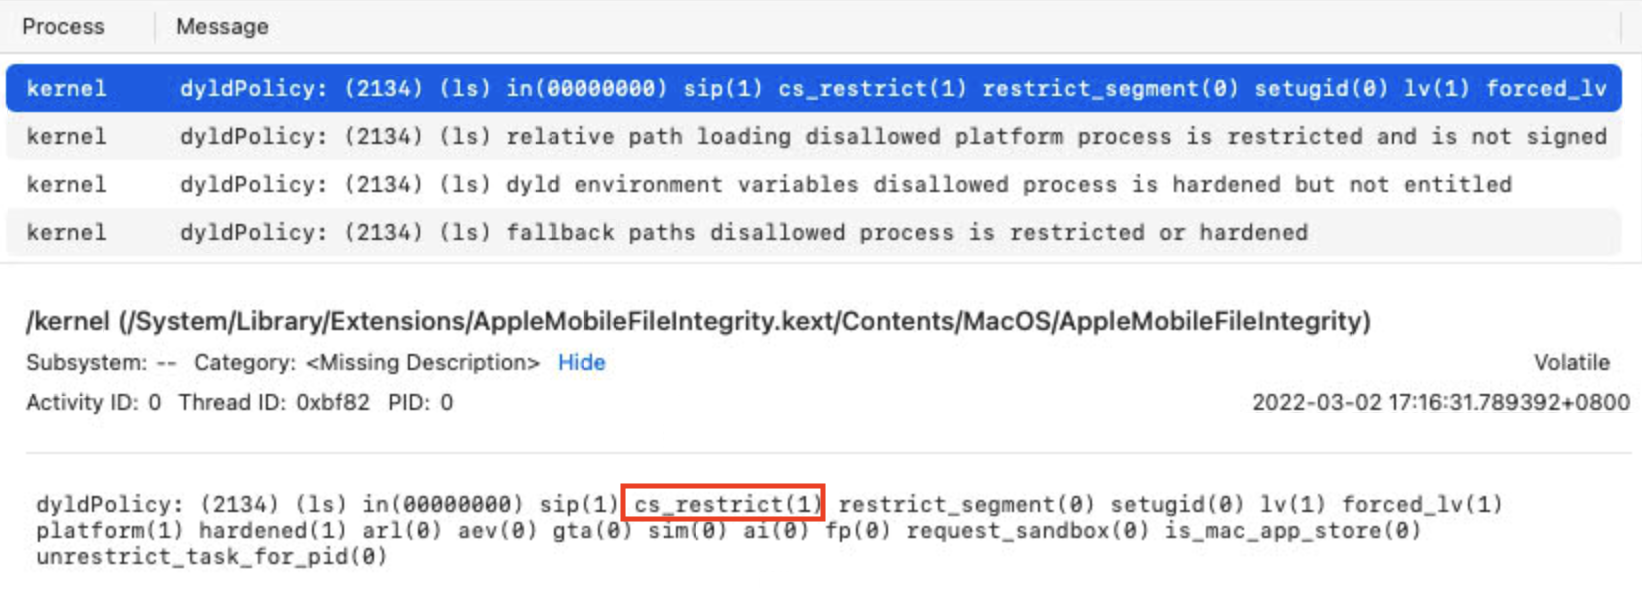 Process Message
kernel dyldPolicy: (2134) (ls) in(00000000) sip(1) cs_restrict(1) restrict_segment(0) setugid(0) lv(1) forced_lv
kernel dyldPolicy: (2134) (ls) relative path loading disallowed platform process is restricted and is not signed
kernel dyldPolicy: (2134) (ls) dyld environment variables disallowed process is hardened but not entitled
kernel dyldPolicy: (2134) (ls) fallback paths disallowed process is restricted or hardened
/kernel (/System/Library/Extensions/AppleMobileFileIntegrity.kext/Contents/MacOS/AppleMobileFileIntegrity)
Subsystem: -- Category: <Missing Description> Hide Volatile
Activity ID: 0 Thread ID: 0xbf82 PID: 0 2022-03-02 17:16:31.789392+0800
dyldPolicy: (2134) (ls) in(00000000) sip(1) cs_restrict(1) restrict_segment(0) setugid(0) lv(1) forced_lv(1)
platform(1) hardened(1) arl(0) aev(0) gta(0) sim(0) ai(0) fp(0) request_sandbox(0) is_mac_app_store(0)
unrestrict_task_for_pid(0)